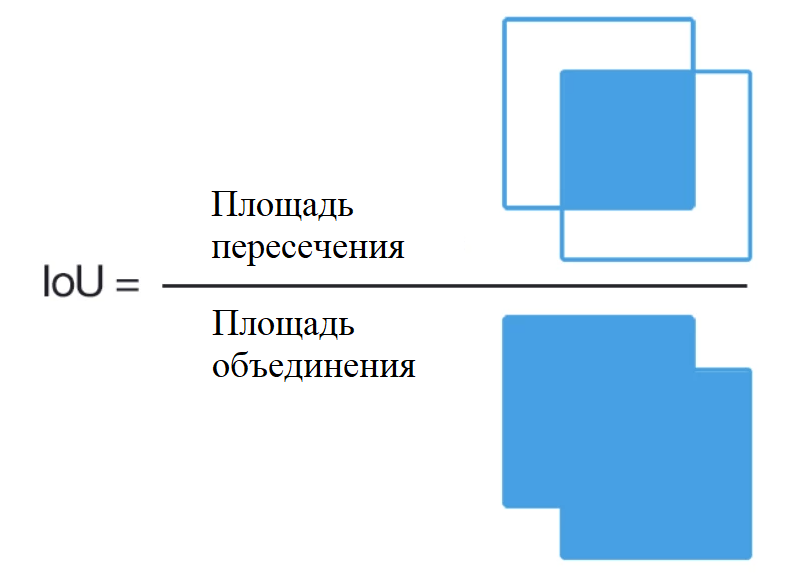 Площадь
пересечения
IoU =
Площадь
объединения